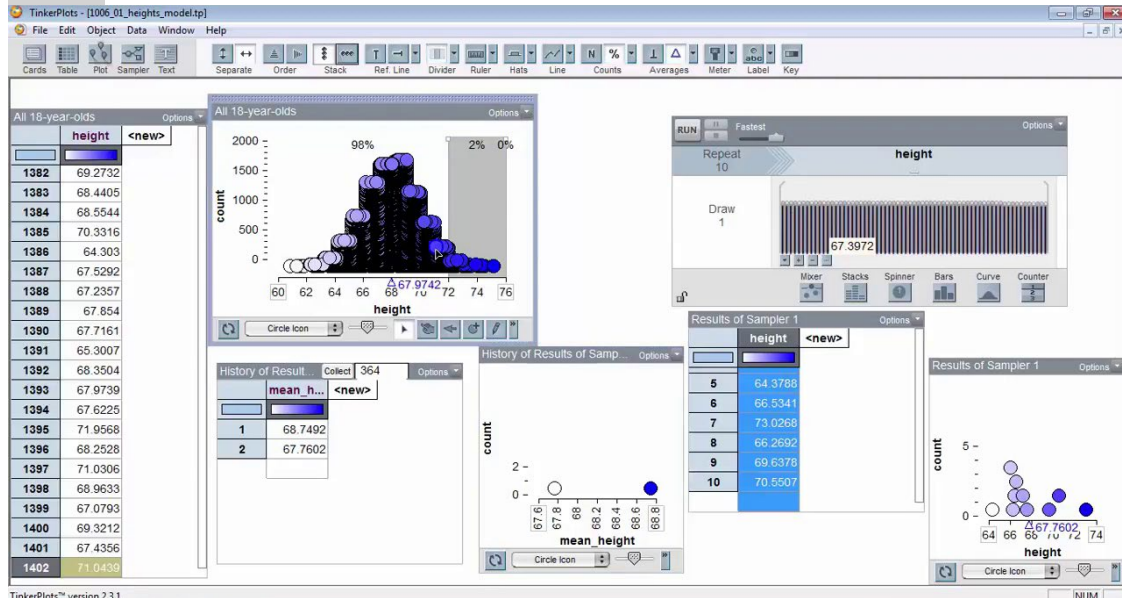 TinkerPlots - [1006_01_heights_model.tp]
File Edit Object Data Window Help
Cards Table Plot Sampler Text Separate Order Stack Ref. Line Divider Ruler Hats Line Counts Averages Meter Label Key
N %
abc
All 18-year-olds Options
height <new>
1382 69.2732
1383 68.4405
1384 68.5544
1385 70.3316
1386 64.303
1387 67.5292
1388 67.2357
1389 67.854
1390 67.7161
1391 65.3007
1392 68.3504
1393 67.9739
1394 67.6225
1395 71.9568
1396 68.2528
1397 71.0306
1398 68.9633
1399 67.0793
1400 69.3212
1401 67.4356
1402 71.0439
All 18-year-olds Options
98% 2% 0%
2000
1500
1000
500
0
count
67.9742
60 62 64 66 68 70 72 74 76
height
Circle Icon
History of Result... Collect 364 Options
mean_h... <new>
1 68.7492
2 67.7602
History of Results of Samp... Options
count
2
0
67.6 67.8 68 68.2 68.4 68.6 68.8
mean_height
Circle Icon
RUN Fastest Options
Repeat
10
height
Draw
1
67.3972
Mixer Stacks Spinner Bars Curve Counter
Results of Sampler 1 Options
height <new>
5 64.3788
6 66.5341
7 73.0268
8 66.2692
9 69.6378
10 70.5507
Results of Sampler 1 Options
count
5
0
67.7602
64 66 68 70 72 74
height
Circle Icon
TinkerPlots™ version 2.3.1
NUM